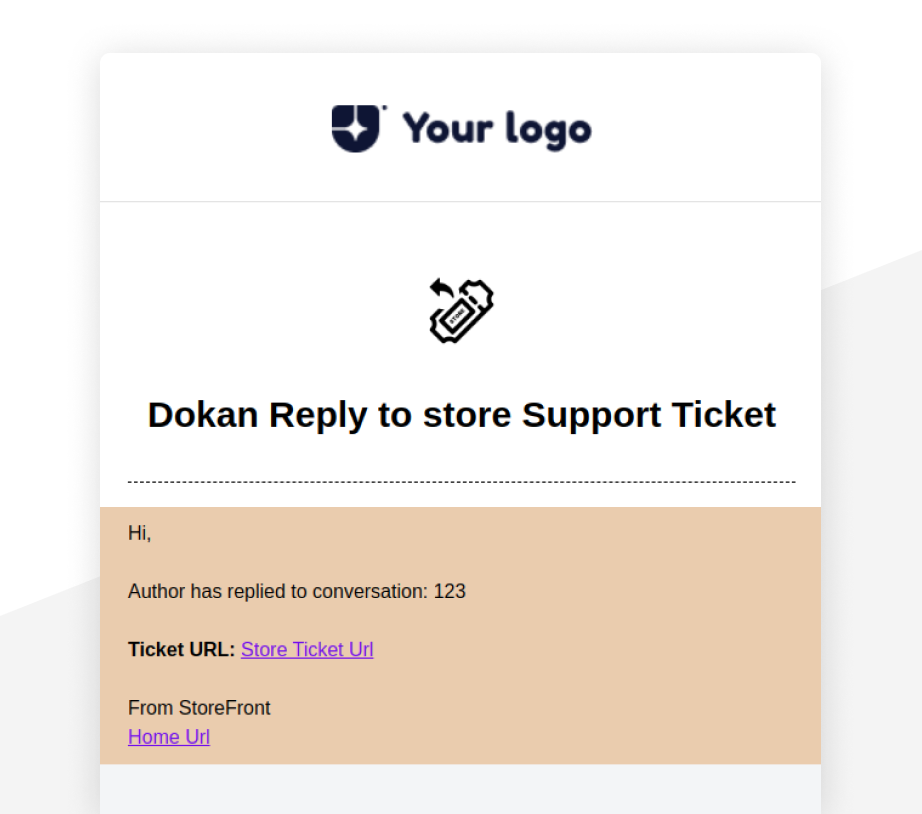 Your logo
STORE
Dokan Reply to store Support Ticket
Hi,
Author has replied to conversation: 123
Ticket URL: Store Ticket Url
From StoreFront
Home Url